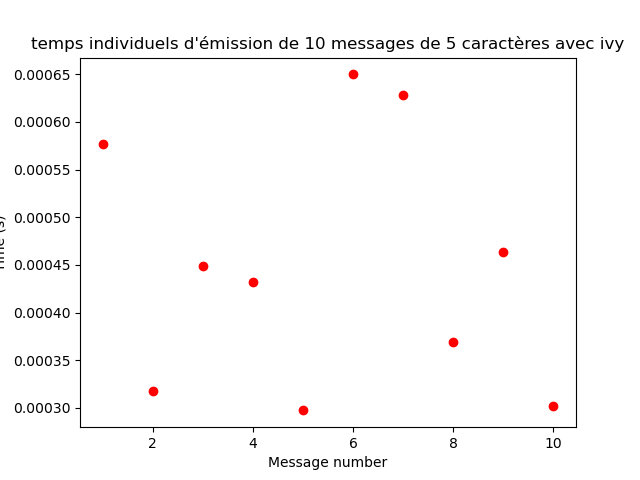 temps individuels d'émission de 10 messages de 5 caractères avec ivy
0.00065
0.00060
0.00055
0.00050
0.00045
0.00040
0.00035
0.00030
2 4 6 8 10
Message number
(s)